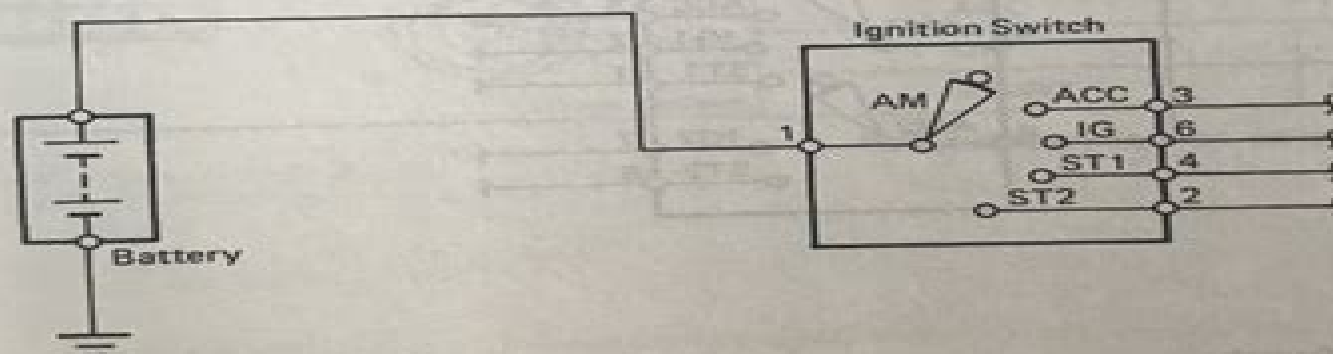 Ignition Switch
AM
ACC 3
1
IG 6
ST1 4
ST2 2
Battery